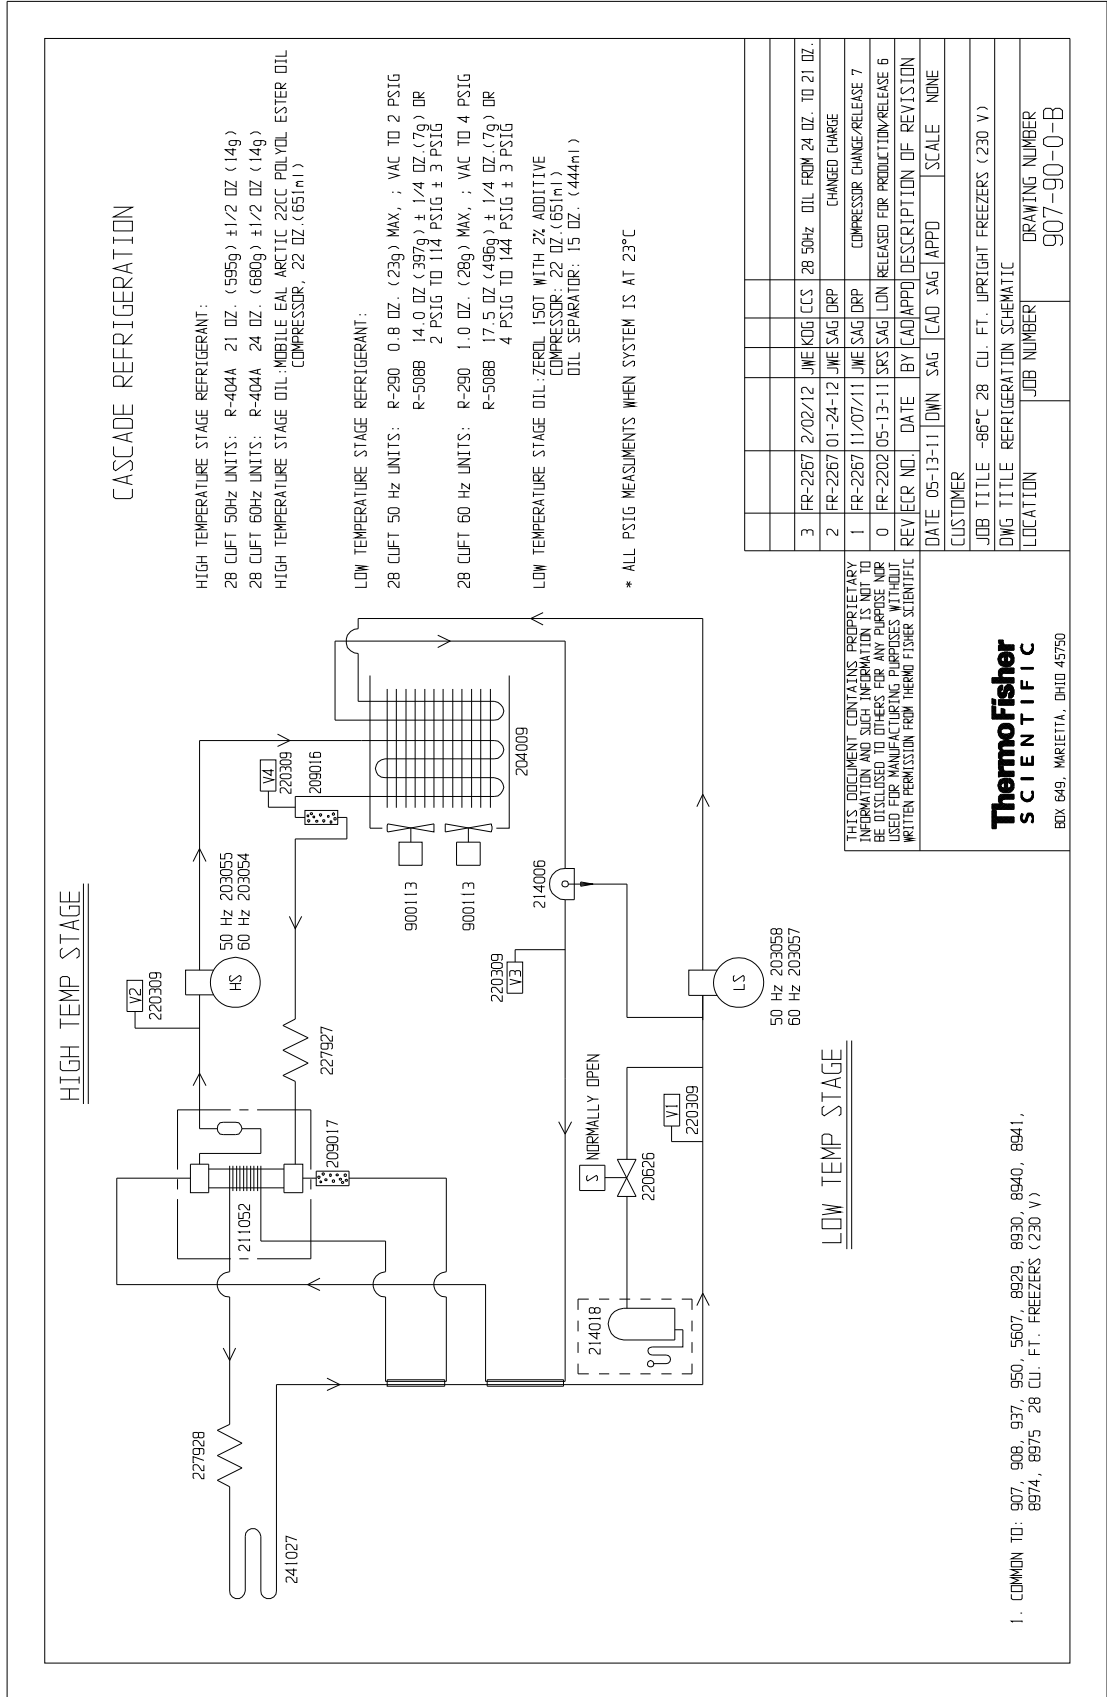 CASCADE REFRIGERATION
HIGH TEMPERATURE STAGE REFRIGERANT:
28 CUFT 50Hz UNITS: R-404A 21 OZ. (595g) ±1/2 OZ (14g)
28 CUFT 60Hz UNITS: R-404A 24 OZ. (680g) ±1/2 OZ (14g)
HIGH TEMPERATURE STAGE OIL:MOBILE EAL ARCTIC 22CC POLYOL ESTER OIL
COMPRESSOR, 22 OZ.(651ml)
LOW TEMPERATURE STAGE REFRIGERANT:
28 CUFT 50 Hz UNITS: R-290 0.8 OZ. (23g) MAX, ; VAC TO 2 PSIG
R-508B 14.0 OZ (397g) ± 1/4 OZ.(7g) OR
2 PSIG TO 114 PSIG ± 3 PSIG
28 CUFT 60 Hz UNITS: R-290 1.0 OZ. (28g) MAX, ; VAC TO 4 PSIG
R-508B 17.5 OZ (496g) ± 1/4 OZ.(7g) OR
4 PSIG TO 144 PSIG ± 3 PSIG
LOW TEMPERATURE STAGE OIL:ZEROL 150T WITH 2% ADDITIVE
COMPRESSOR: 22 OZ.(651ml)
OIL SEPARATOR: 15 OZ. (444ml)
* ALL PSIG MEASUMENTS WHEN SYSTEM IS AT 23°C
HIGH TEMP STAGE
V2
220309
HS
50 Hz 203055
60 Hz 203054
V4
220309
209016
227927
211052
209017
227928
241027
900113
900113
204009
214006
220309
V3
S NORMALLY OPEN
220626
214018
V1
220309
LS
50 Hz 203058
60 Hz 203057
LOW TEMP STAGE
1. COMMON TO: 907, 908, 937, 950, 5607, 8929, 8930, 8940, 8941,
8974, 8975 28 CU. FT. FREEZERS (230 V)
THIS DOCUMENT CONTAINS PROPRIETARY
INFORMATION AND SUCH INFORMATION IS NOT TO
BE DISCLOSED TO OTHERS FOR ANY PURPOSE NOR
USED FOR MANUFACTURING PURPOSES WITHOUT
WRITTEN PERMISSION FROM THERMO FISHER SCIENTIFIC
ThermoFisher
SCIENTIFIC
BOX 649, MARIETTA, OHIO 45750
3 FR-2267 2/02/12 JWE KDG CCS 28 50Hz OIL FROM 24 OZ. TO 21 OZ.
2 FR-2267 01-24-12 JWE SAG DRP CHANGED CHARGE
1 FR-2267 11/07/11 JWE SAG DRP COMPRESSOR CHANGE/RELEASE 7
0 FR-2202 05-13-11 SRS SAG LDN RELEASED FOR PRODUCTION/RELEASE 6
REV ECR NO. DATE BY CAD APPD DESCRIPTION OF REVISION
DATE 05-13-11 DWN SAG CAD SAG APPD SCALE NONE
CUSTOMER
JOB TITLE -86°C 28 CU. FT. UPRIGHT FREEZERS (230 V)
DWG TITLE REFRIGERATION SCHEMATIC
LOCATION JOB NUMBER DRAWING NUMBER
907-90-0-B